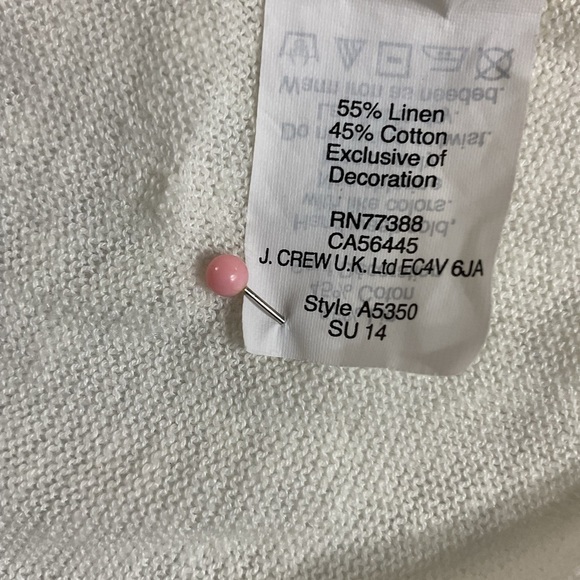 55% Linen
45% Cotton
Exclusive of
Decoration
RN77388
CA56445
J. CREW U.K. Ltd EC4V 6JA
Style A5350
SU 14